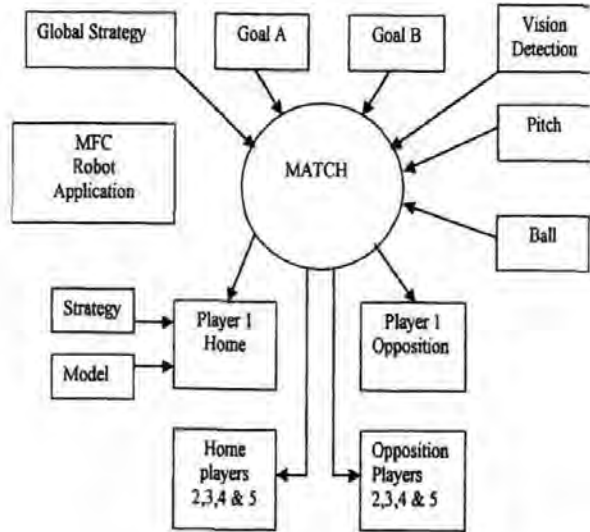 Global Strategy
Goal A
Goal B
Vision
Detection
MFC
Robot
Application
MATCH
Pitch
Ball
Strategy
Model
Player 1
Home
Player 1
Opposition
Home
players
2,3,4 & 5
Opposition
Players
2,3,4 & 5